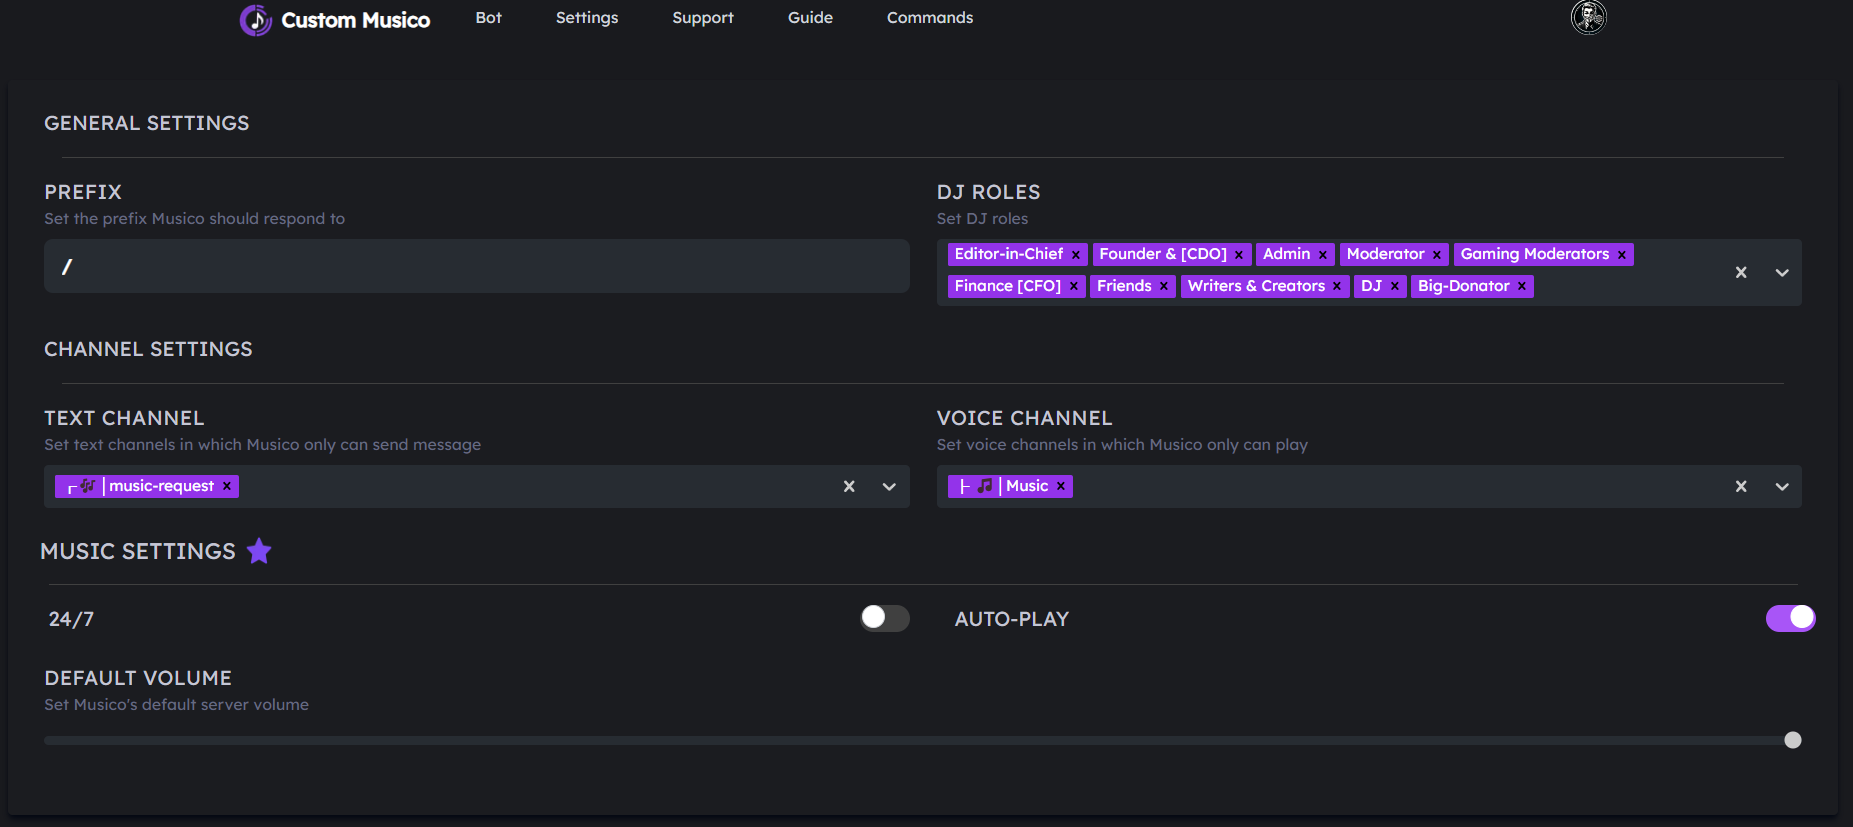 Custom Musico Bot Settings Support Guide Commands
GENERAL SETTINGS
PREFIX
Set the prefix Musico should respond to
/
DJ ROLES
Set DJ roles
Editor-in-Chief × Founder & [CDO] × Admin × Moderator × Gaming Moderators ×
Finance [CFO] × Friends × Writers & Creators × DJ × Big-Donator ×
CHANNEL SETTINGS
TEXT CHANNEL
Set text channels in which Musico only can send message
┌🎶│music-request ×
VOICE CHANNEL
Set voice channels in which Musico only can play
├ 🎵│Music ×
MUSIC SETTINGS
24/7
AUTO-PLAY
DEFAULT VOLUME
Set Musico's default server volume